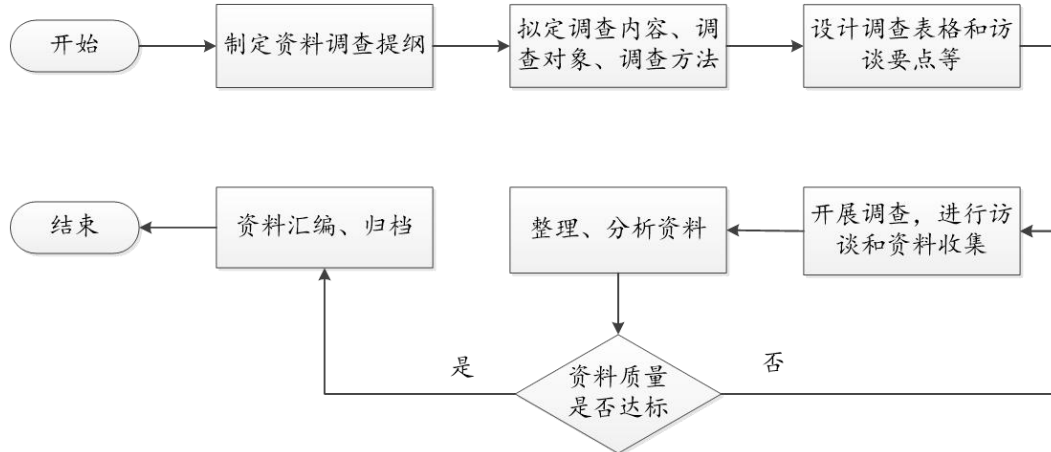 开始
制定资料调查提纲
拟定调查内容、调
查对象、调查方法
设计调查表格和访
谈要点等
结束
资料汇编、归档
整理、分析资料
开展调查，进行访
谈和资料收集
是
资料质量
是否达标
否